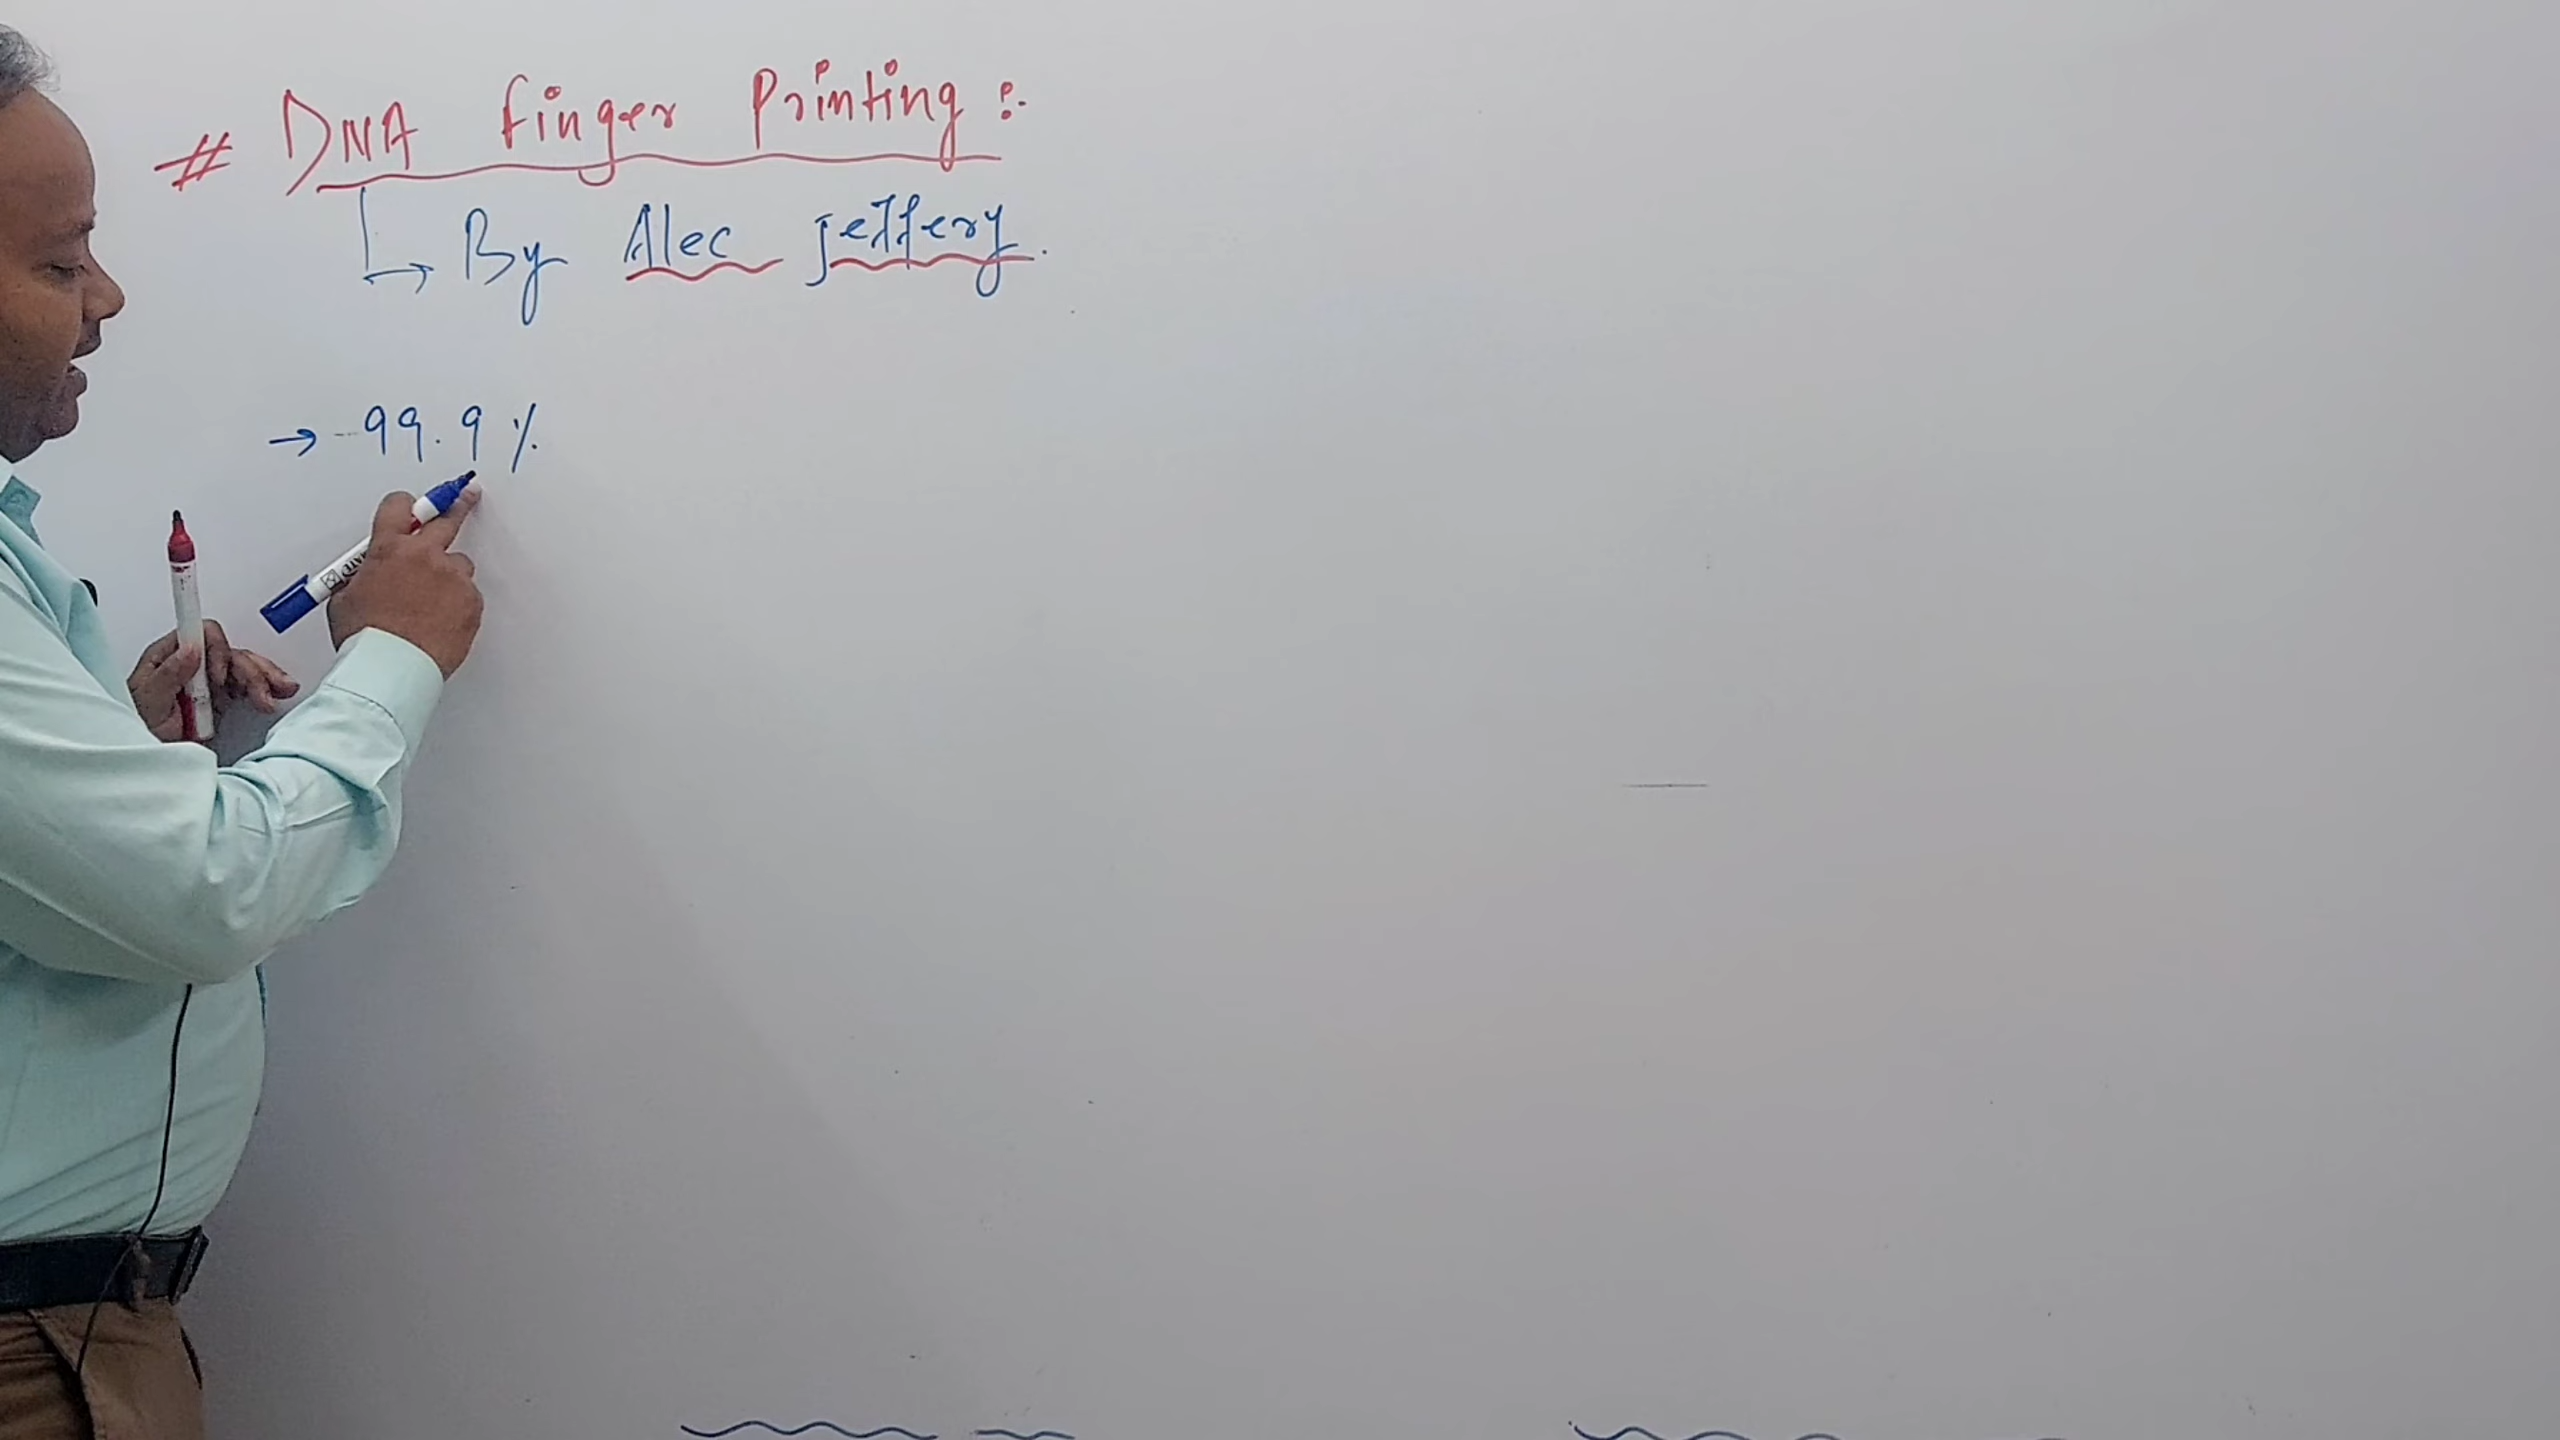 # DNA finger Printing :-
↳ By Alec Jeffery.
→ 99.9 %